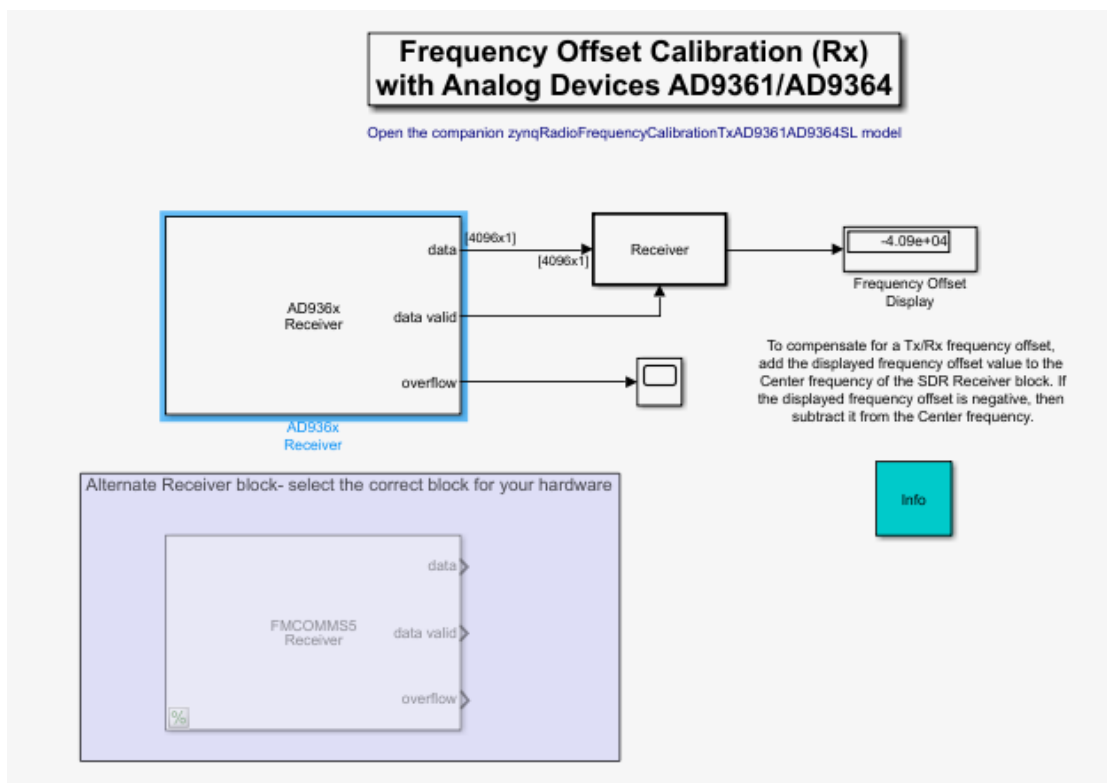 Frequency Offset Calibration (Rx)
with Analog Devices AD9361/AD9364
Open the companion zynqRadioFrequencyCalibrationTxAD9361AD9364SL model
AD936x
Receiver
data
data valid
overflow
[4096x1]
[4096x1]
AD936x
Receiver
Receiver
-4.09e+04
Frequency Offset
Display
To compensate for a Tx/Rx frequency offset,
add the displayed frequency offset value to the
Center frequency of the SDR Receiver block. If
the displayed frequency offset is negative, then
subtract it from the Center frequency.
Info
Alternate Receiver block- select the correct block for your hardware
FMCOMMS5
Receiver
data
data valid
overflow
%